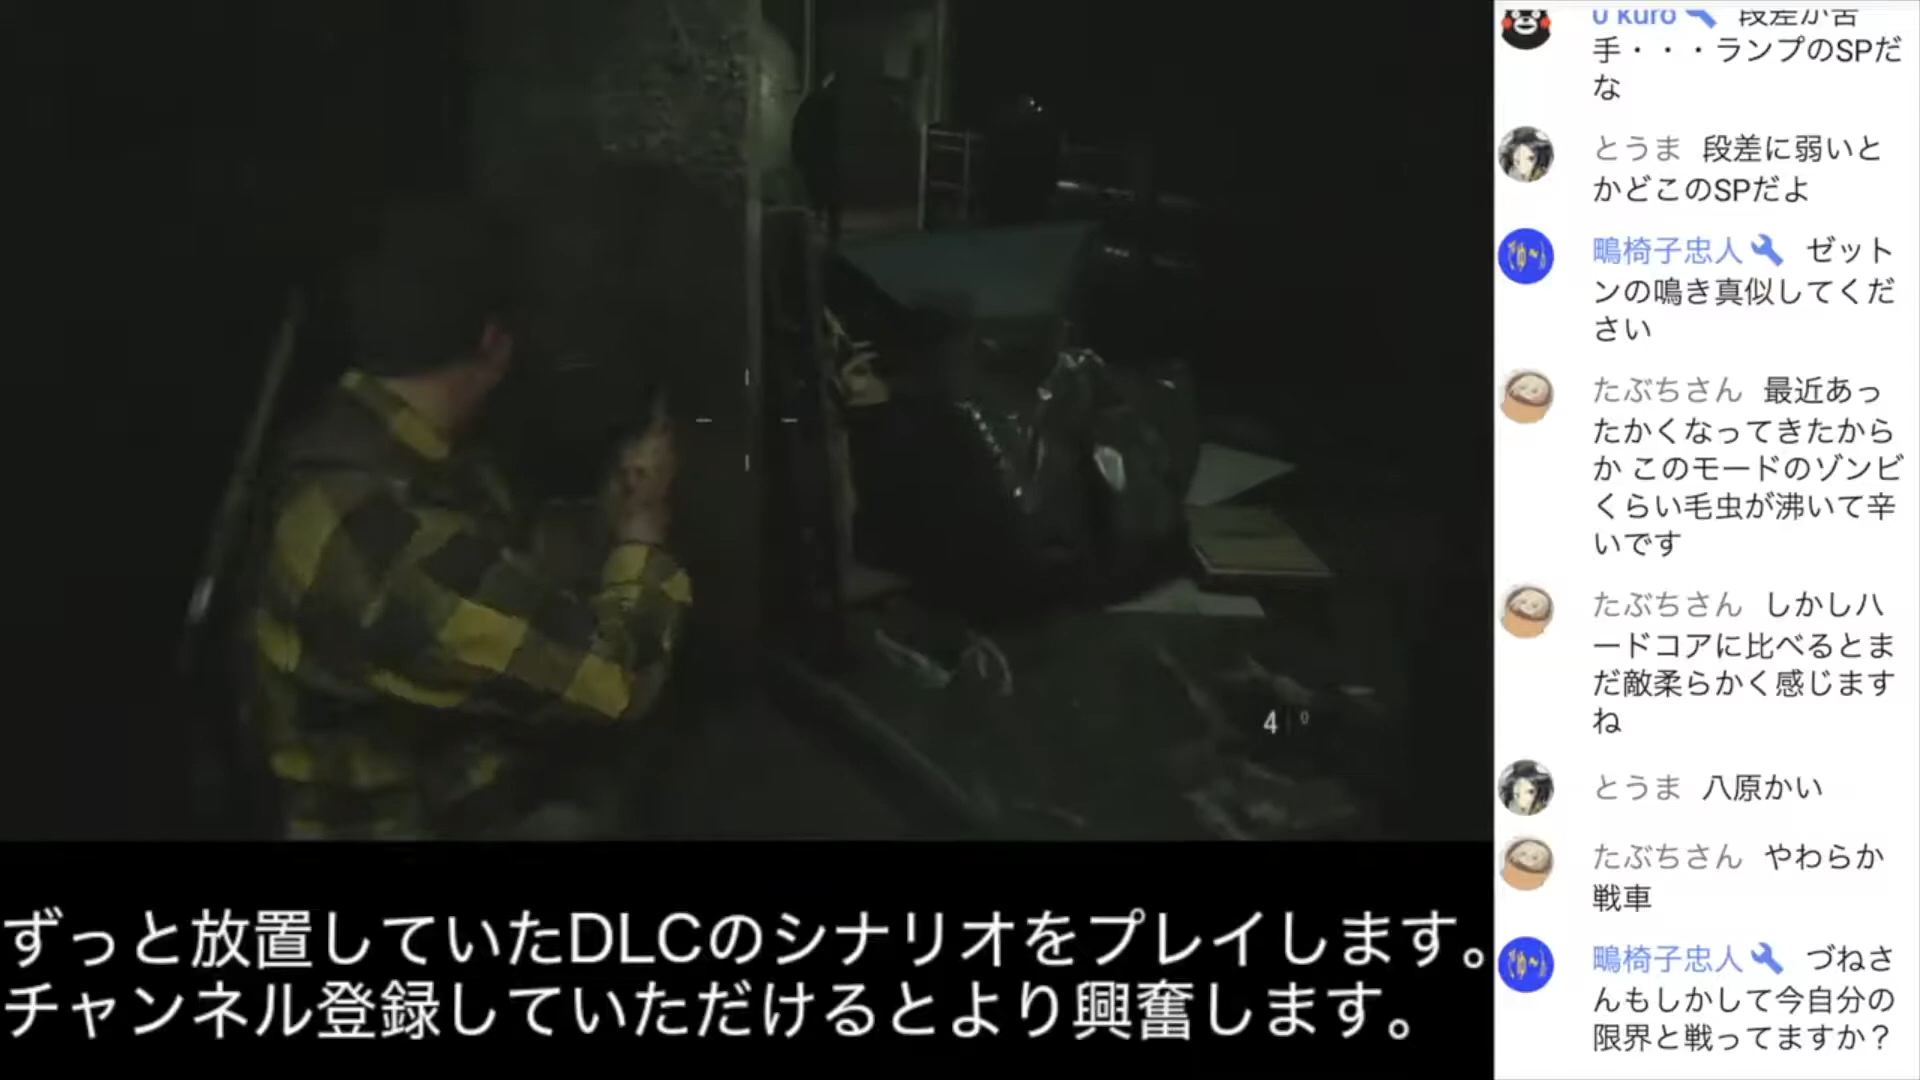 4 0
ずっと放置していたDLCのシナリオをプレイします。
チャンネル登録していただけるとより興奮します。
u kuro 段差が苦
手・・・ランプのSPだ
な
とうま 段差に弱いと
かどこのSPだよ
鴫椅子忠人 ゼット
ンの鳴き真似してくだ
さい
たぶちさん 最近あっ
たかくなってきたから
か このモードのゾンビ
くらい毛虫が沸いて辛
いです
たぶちさん しかしハ
ードコアに比べるとま
だ敵柔らかく感じます
ね
とうま 八原かい
たぶちさん やわらか
戦車
鴫椅子忠人 づねさ
んもしかして今自分の
限界と戦ってますか？